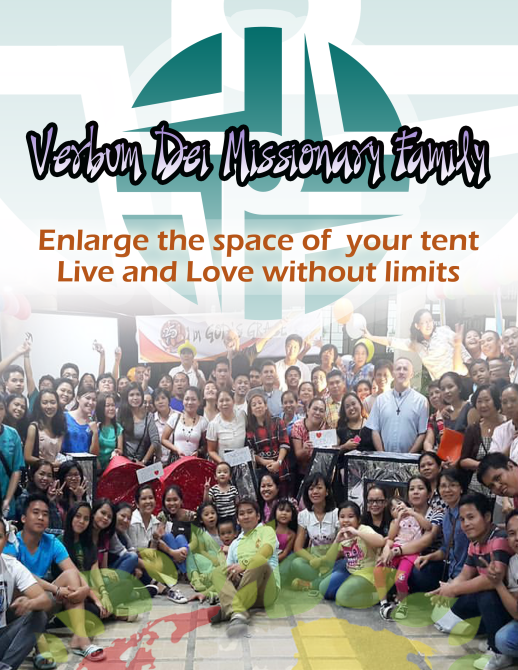 Verbum Dei Missionary Family
Enlarge the space of your tent
Live and Love without limits